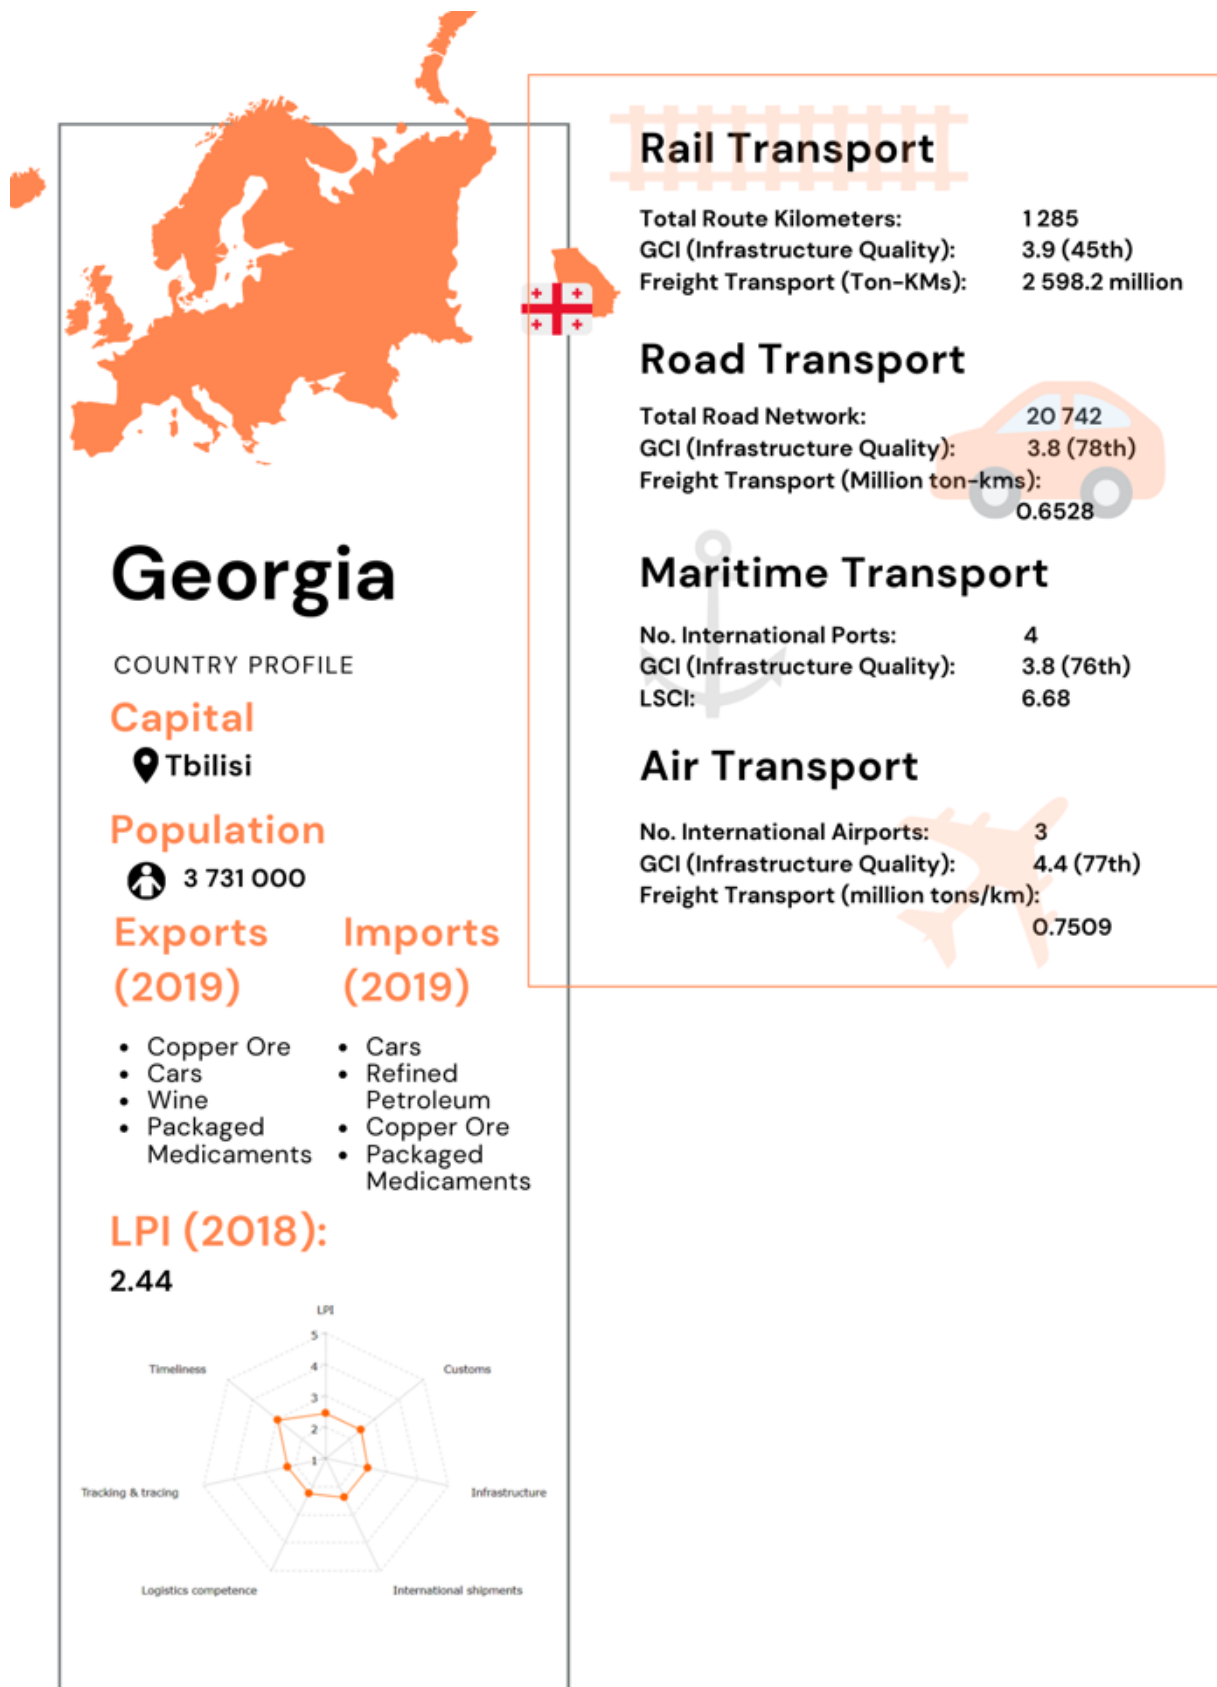 Georgia
COUNTRY PROFILE
Capital
Tbilisi
Population
3 731 000
Exports
(2019)
• Copper Ore
• Cars
• Wine
• Packaged
Medicaments
Imports
(2019)
• Cars
• Refined
Petroleum
• Copper Ore
• Packaged
Medicaments
LPI (2018):
2.44
LPI
5
4
3
2
1
Customs
Infrastructure
International shipments
Logistics competence
Tracking & tracing
Timeliness
Rail Transport
Total Route Kilometers: 1 285
GCI (Infrastructure Quality): 3.9 (45th)
Freight Transport (Ton-KMs): 2 598.2 million
Road Transport
Total Road Network: 20 742
GCI (Infrastructure Quality): 3.8 (78th)
Freight Transport (Million ton-kms):
0.6528
Maritime Transport
No. International Ports: 4
GCI (Infrastructure Quality): 3.8 (76th)
LSCI: 6.68
Air Transport
No. International Airports: 3
GCI (Infrastructure Quality): 4.4 (77th)
Freight Transport (million tons/km):
0.7509